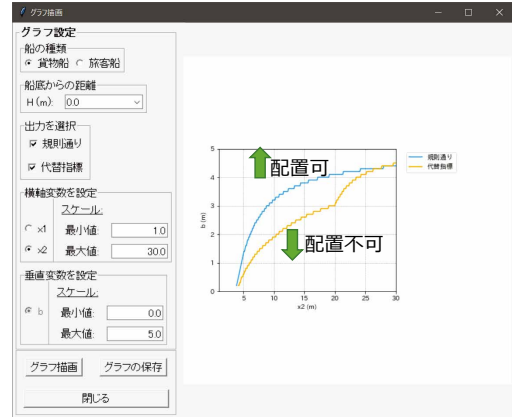 グラフ描画
グラフ設定
船の種類
貨物船 旅客船
船底からの距離
H (m): 0.0
出力を選択
規則通り
代替指標
横軸変数を設定
スケール:
x1 最小値: 1.0
x2 最大値: 30.0
垂直変数を設定
スケール:
b 最小値: 0.0
最大値: 5.0
グラフ描画 グラフの保存
閉じる
規則通り
代替指標
配置可
配置不可
b (m)
5
4
3
2
1
0
5 10 15 20 25 30
x2 (m)